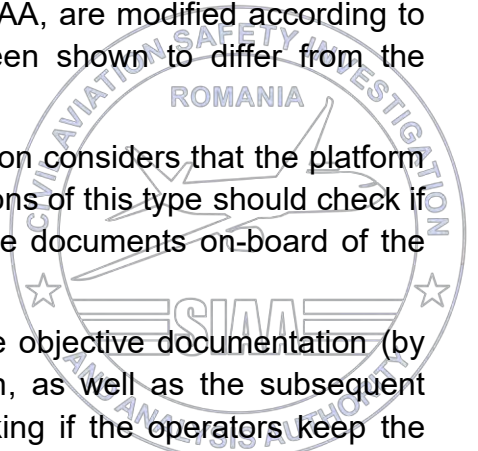 AA, are modified according to
een shown to differ from the
on considers that the platform
ons of this type should check if
e documents on-board of the
e objective documentation (by
n, as well as the subsequent
king if the operators keep the
CIVIL AVIATION SAFETY INVESTIGATION
ROMANIA
SIAA
AND ANALYSIS AUTHORITY